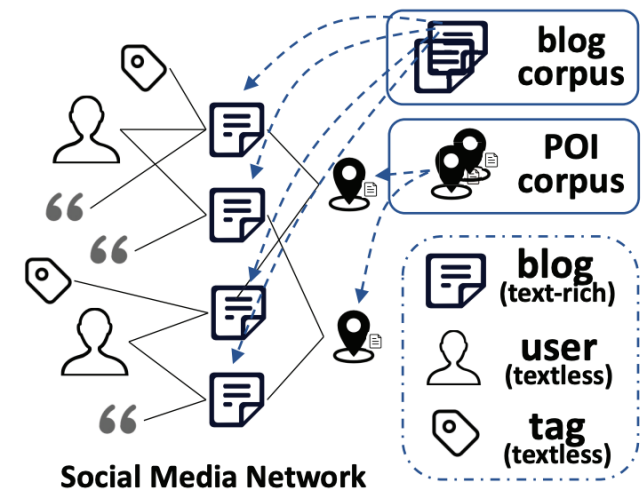 blog
corpus
POI
corpus
blog
(text-rich)
user
(textless)
tag
(textless)
Social Media Network